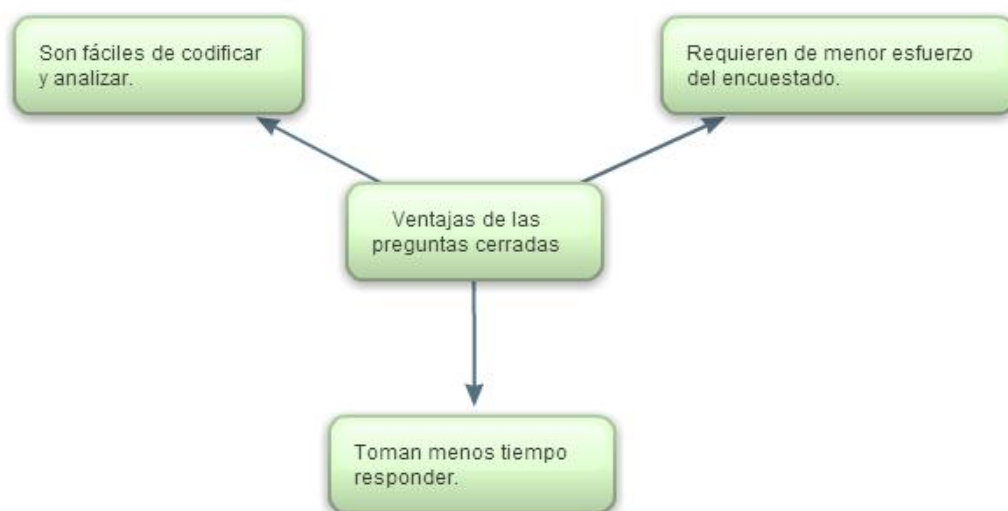 Son fáciles de codificar
y analizar.
Requieren de menor esfuerzo
del encuestado.
Ventajas de las
preguntas cerradas
Toman menos tiempo
responder.